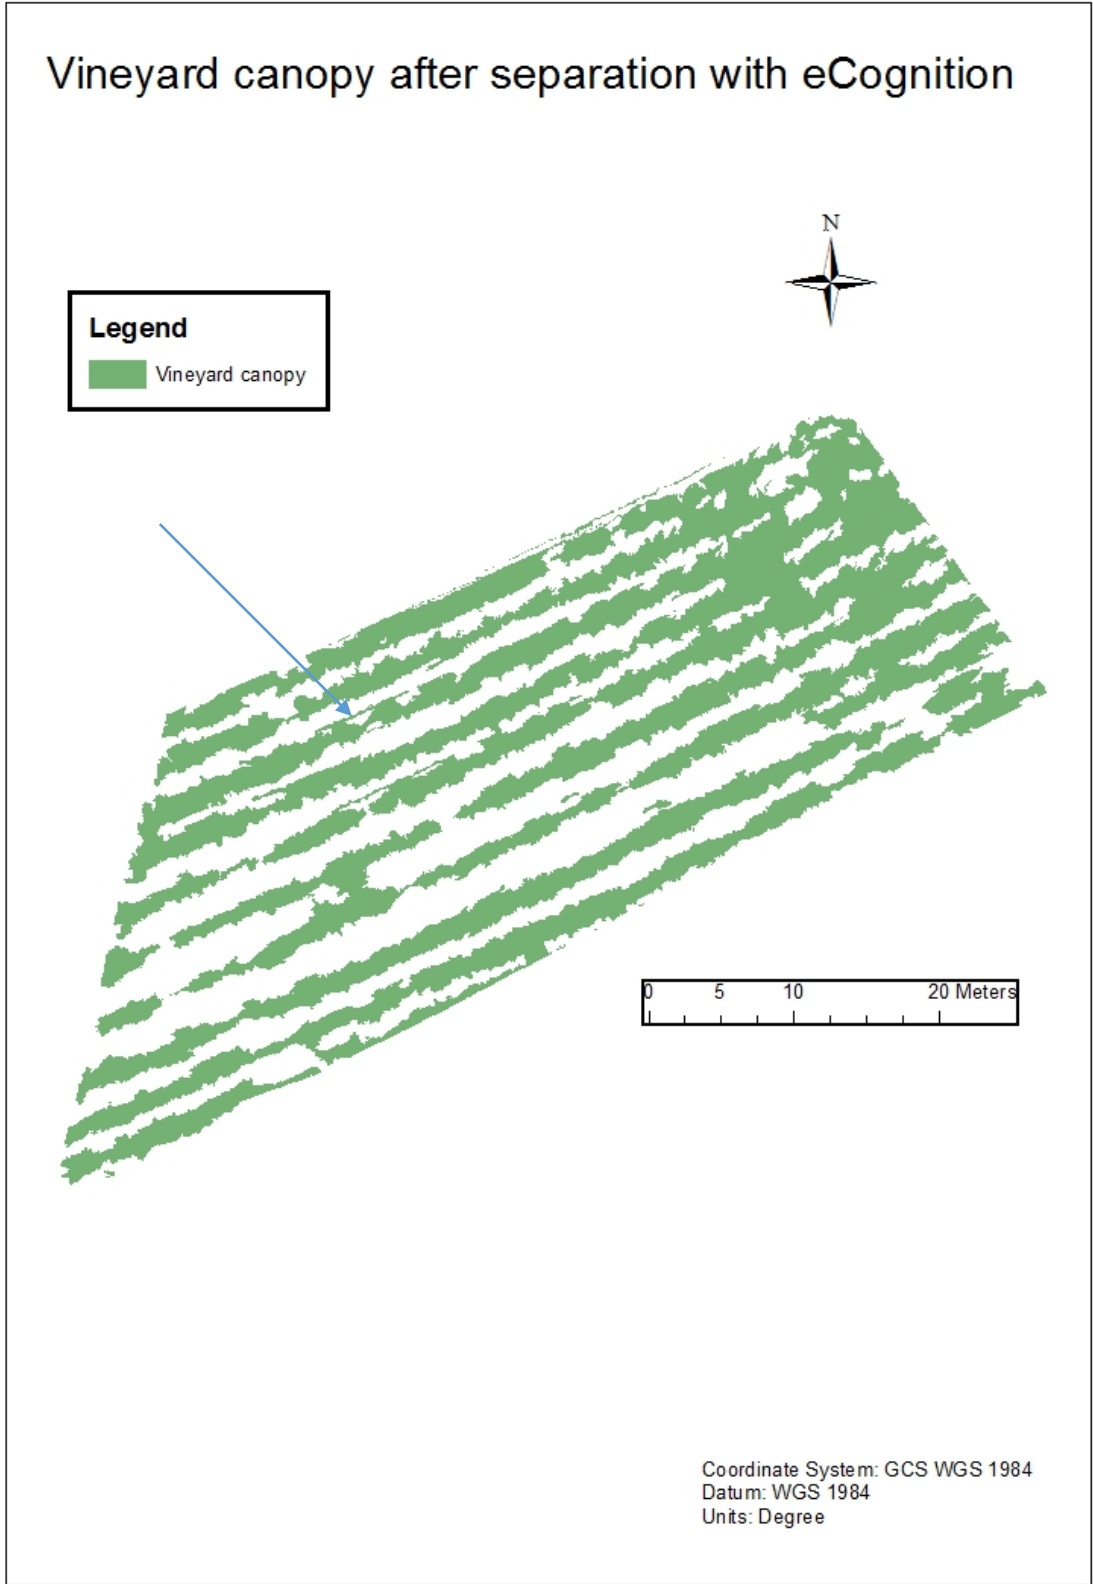 Vineyard canopy after separation with eCognition
N
Legend
Vineyard canopy
0 5 10 20 Meters
Coordinate System: GCS WGS 1984
Datum: WGS 1984
Units: Degree